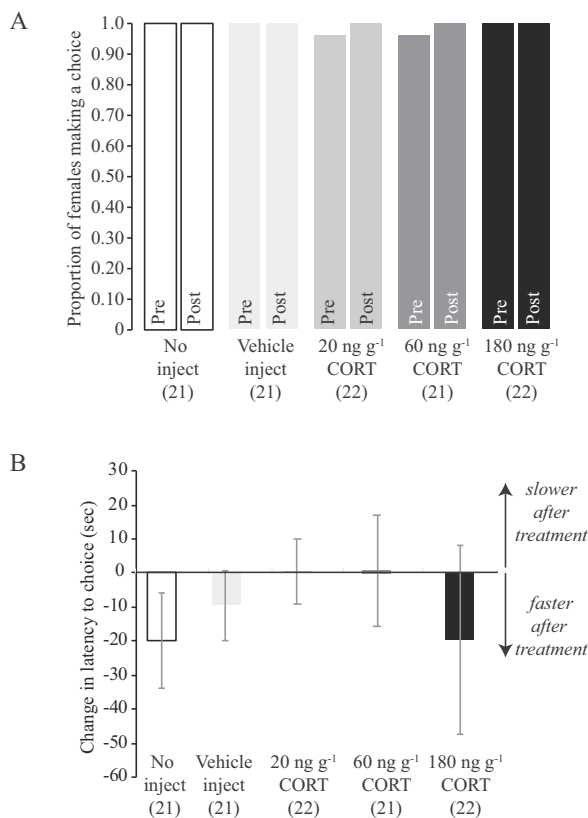 A
Proportion of females making a choice
1.0
0.90
0.80
0.70
0.60
0.50
0.40
0.30
0.20
0.10
0
Pre Post Pre Post Pre Post Pre Post Pre Post
No inject (21)
Vehicle inject (21)
20 ng g⁻¹ CORT (22)
60 ng g⁻¹ CORT (21)
180 ng g⁻¹ CORT (22)
B
Change in latency to choice (sec)
30
20
10
0
-10
-20
-30
-40
-50
-60
slower
after
treatment
faster
after
treatment
No inject (21)
Vehicle inject (21)
20 ng g⁻¹ CORT (22)
60 ng g⁻¹ CORT (21)
180 ng g⁻¹ CORT (22)